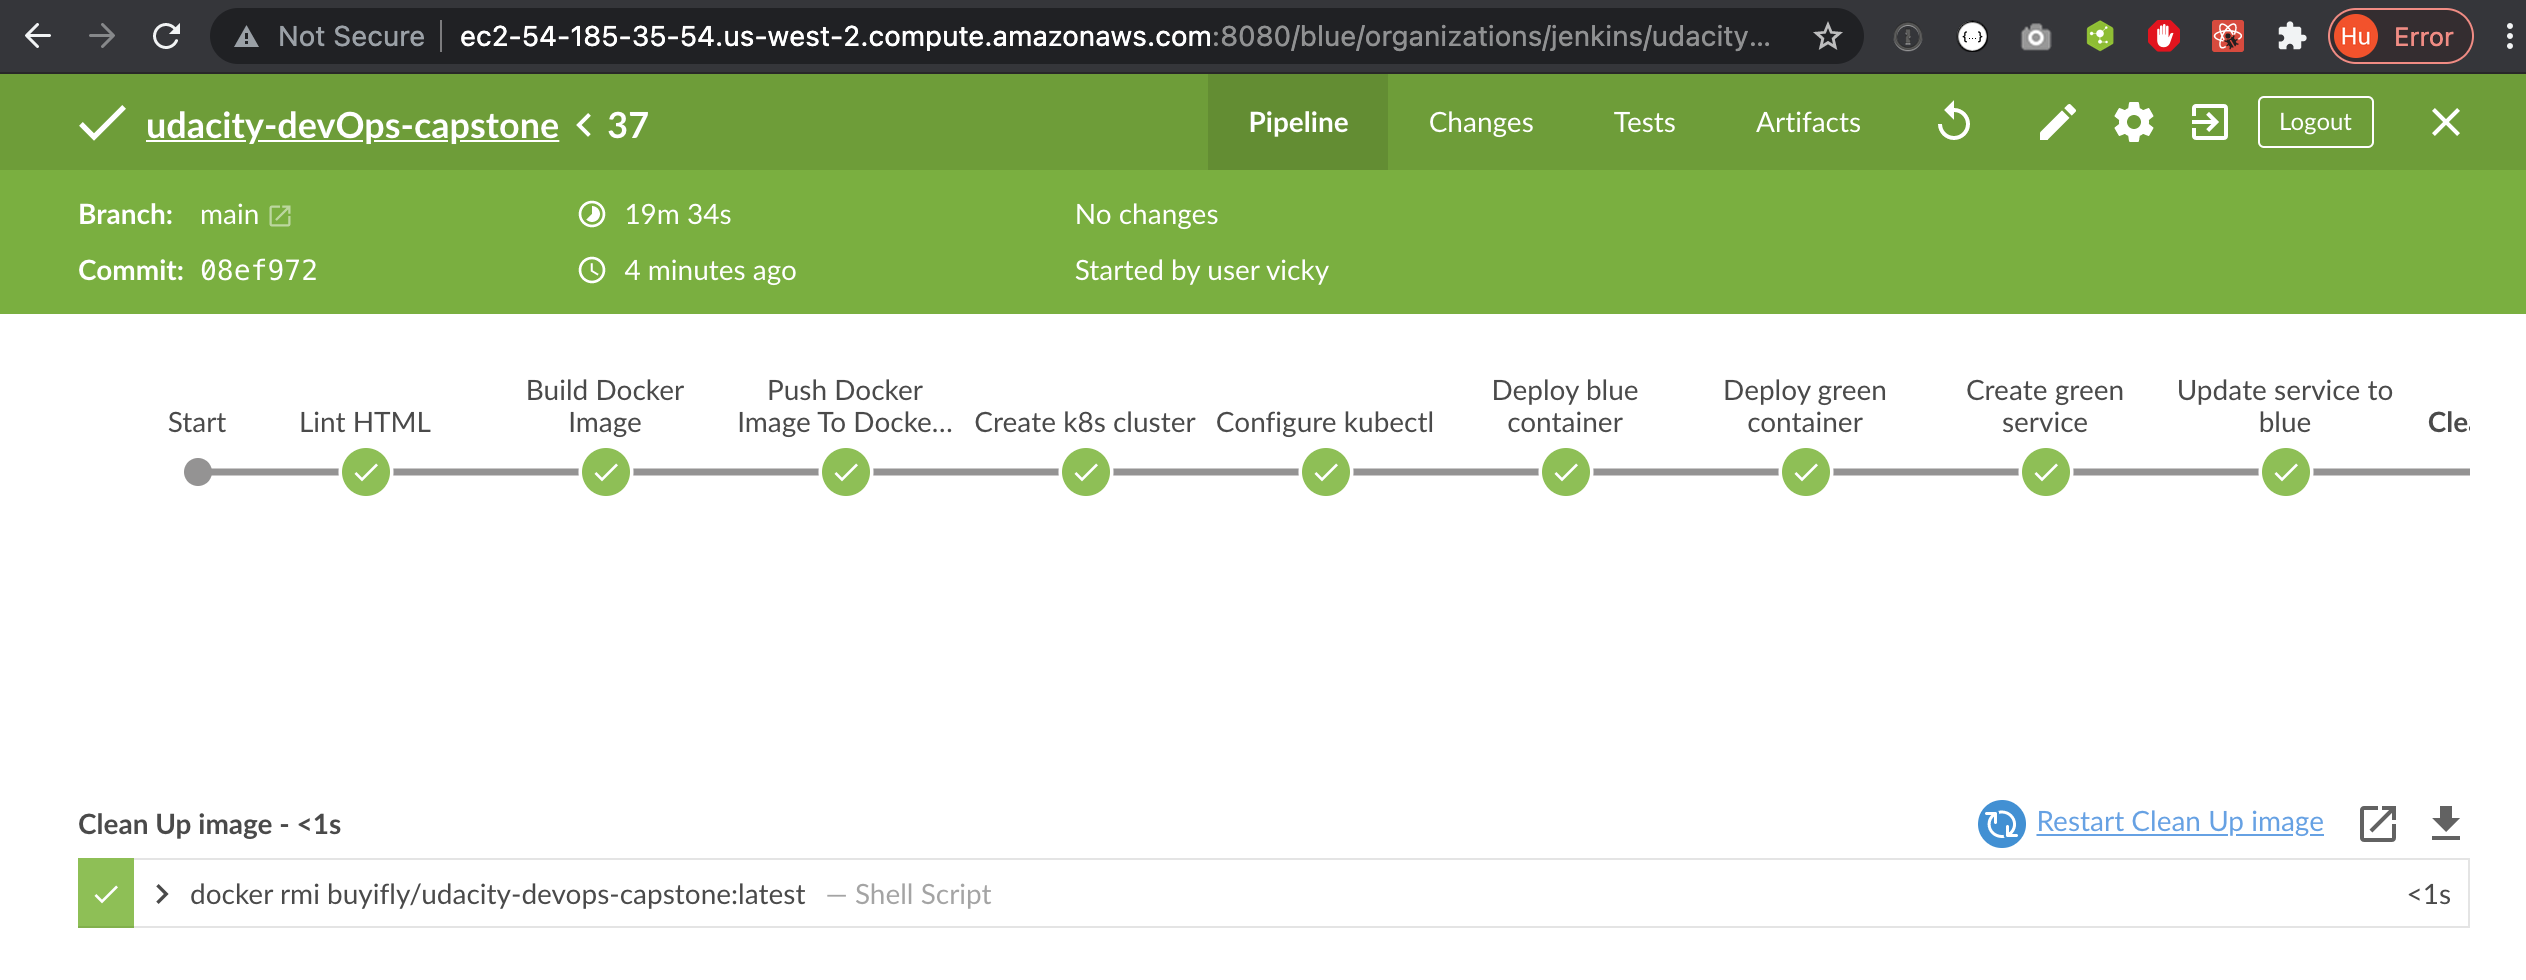 Not Secure ec2-54-185-35-54.us-west-2.compute.amazonaws.com:8080/blue/organizations/jenkins/udacity... {...} Hu Error
udacity-devOps-capstone < 37 Pipeline Changes Tests Artifacts Logout
Branch: main 19m 34s No changes
Commit: 08ef972 4 minutes ago Started by user vicky
Start
Lint HTML
Build Docker
Image
Push Docker
Image To Docke...
Create k8s cluster
Configure kubectl
Deploy blue
container
Deploy green
container
Create green
service
Update service to
blue
Clean Up image - <1s Restart Clean Up image
docker rmi buyifly/udacity-devops-capstone:latest — Shell Script <1s